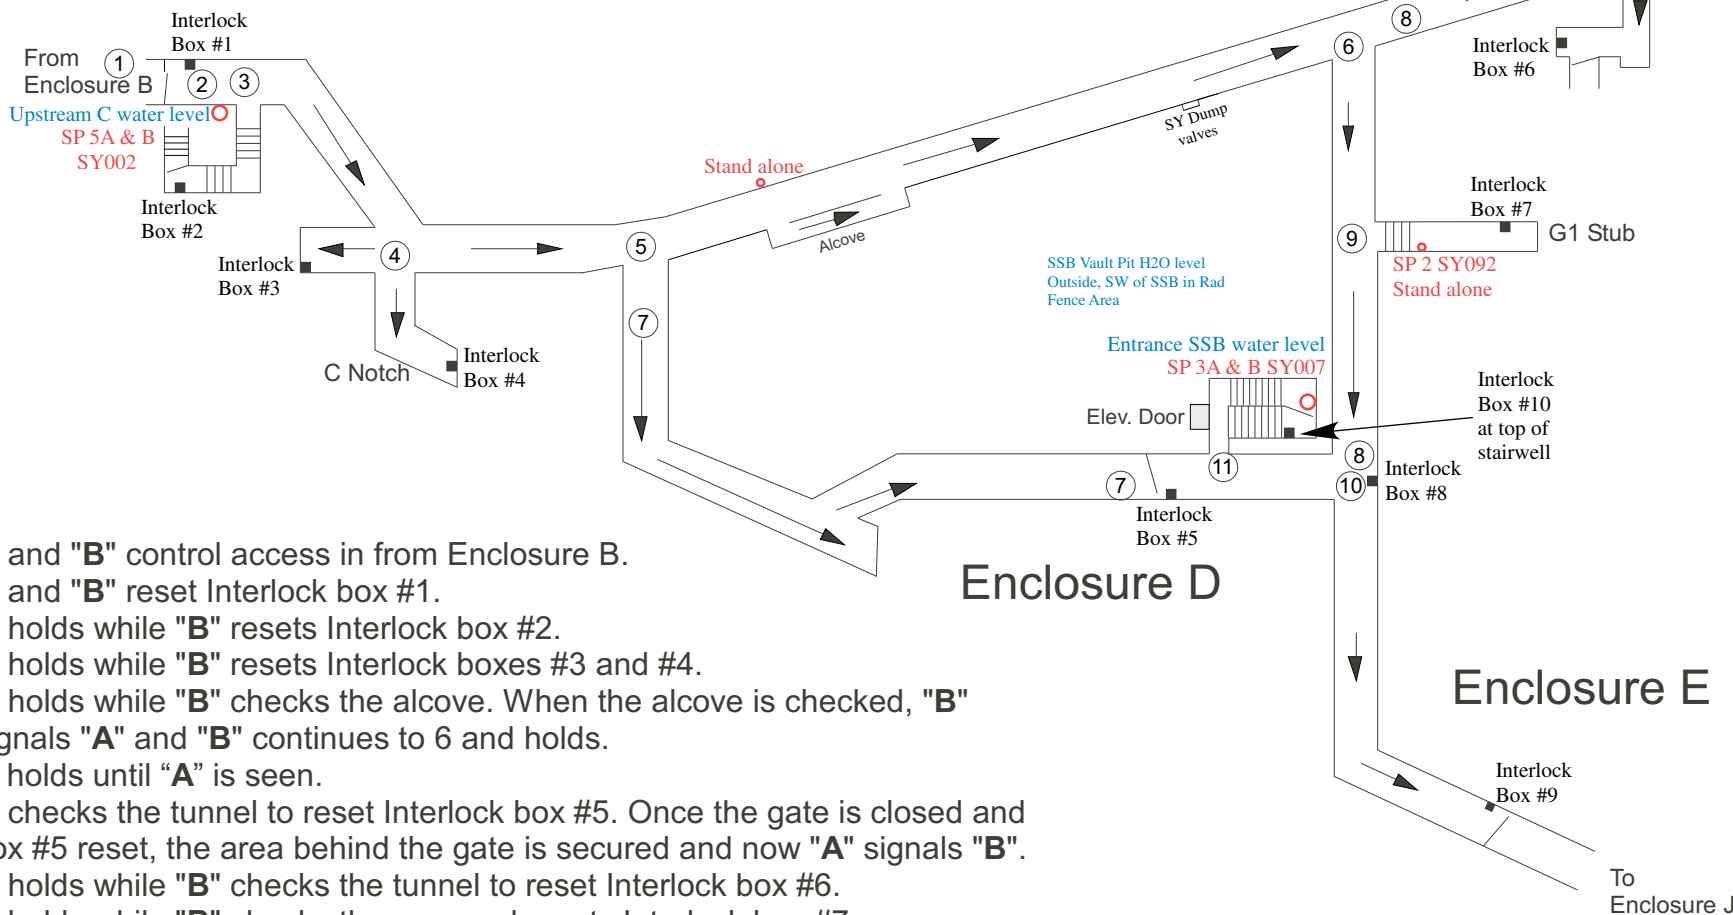 Interlock
Box #1
From
Enclosure B
1
2
3
Upstream C water level
SP 5A & B
SY002
Interlock
Box #2
Interlock
Box #3
4
C Notch
Interlock
Box #4
Stand alone
Alcove
5
7
SY Dump
valves
6
8
Interlock
Box #6
Interlock
Box #7
G1 Stub
9
SP 2 SY092
Stand alone
SSB Vault Pit H2O level
Outside, SW of SSB in Rad
Fence Area
Entrance SSB water level
SP 3A & B SY007
Elev. Door
Interlock
Box #10
at top of
stairwell
11
7
8
10
Interlock
Box #8
Interlock
Box #5
Enclosure D
Enclosure E
Interlock
Box #9
To
Enclosure J
and "B" control access in from Enclosure B.
and "B" reset Interlock box #1.
holds while "B" resets Interlock box #2.
holds while "B" resets Interlock boxes #3 and #4.
holds while "B" checks the alcove. When the alcove is checked, "B"
gnals "A" and "B" continues to 6 and holds.
holds until “A” is seen.
checks the tunnel to reset Interlock box #5. Once the gate is closed and
ox #5 reset, the area behind the gate is secured and now "A" signals "B".
holds while "B" checks the tunnel to reset Interlock box #6.